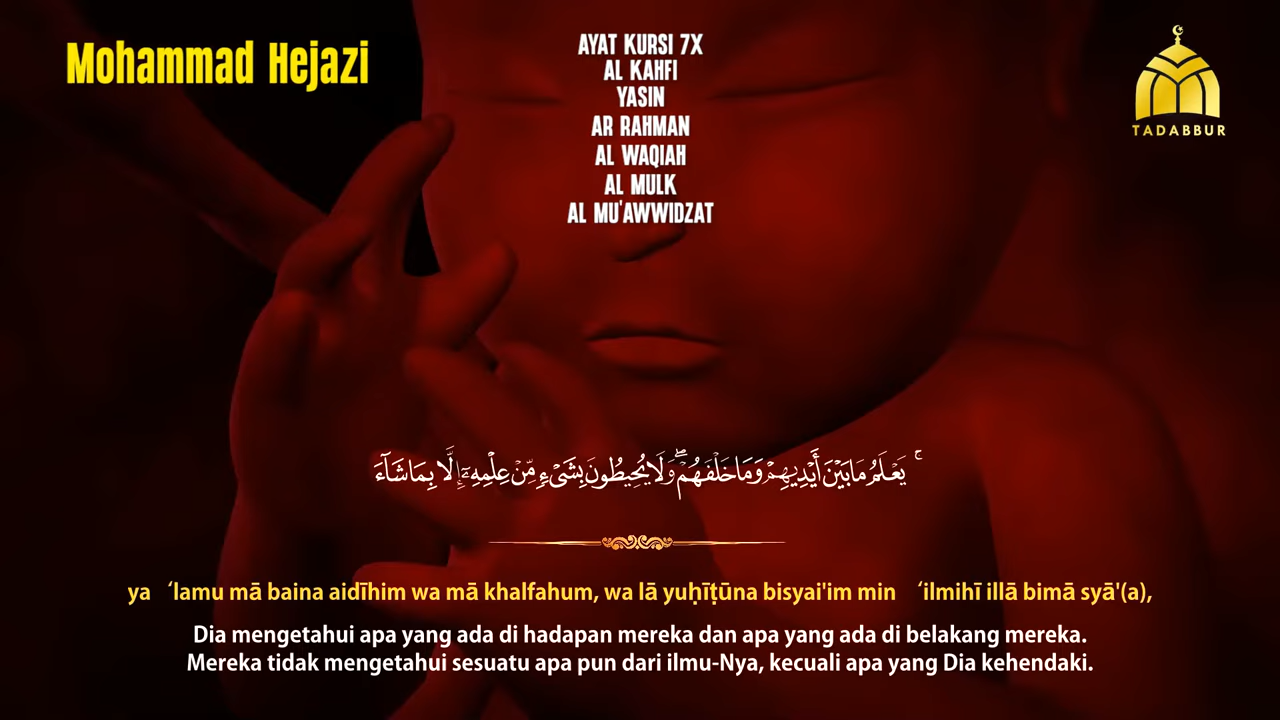 Mohammad Hejazi
AYAT KURSI 7X
AL KAHFI
YASIN
AR RAHMAN
AL WAQIAH
AL MULK
AL MU'AWWIDZAT
TADABBUR
يَعْلَمُ مَا بَيْنَ أَيْدِيهِمْ وَمَا خَلْفَهُمْ ۖ وَلَا يُحِيطُونَ بِشَىْءٍ مِّنْ عِلْمِهِۦٓ إِلَّا بِمَا شَآءَ ۚ
ya ‘lamu mā baina aidīhim wa mā khalfahum, wa lā yuḥīṭūna bisyai'im min ‘ilmihī illā bimā syā'(a),
Dia mengetahui apa yang ada di hadapan mereka dan apa yang ada di belakang mereka.
Mereka tidak mengetahui sesuatu apa pun dari ilmu-Nya, kecuali apa yang Dia kehendaki.